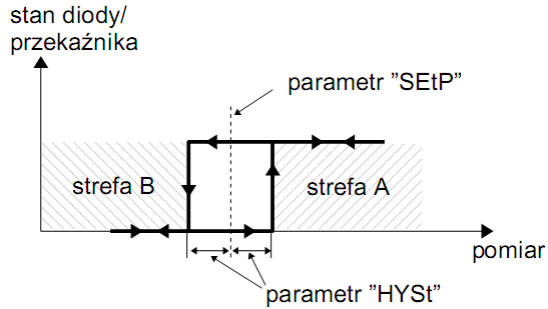 stan diody/
przekaźnika
parametr ”SEtP”
strefa B
strefa A
pomiar
parametr ”HYSt”